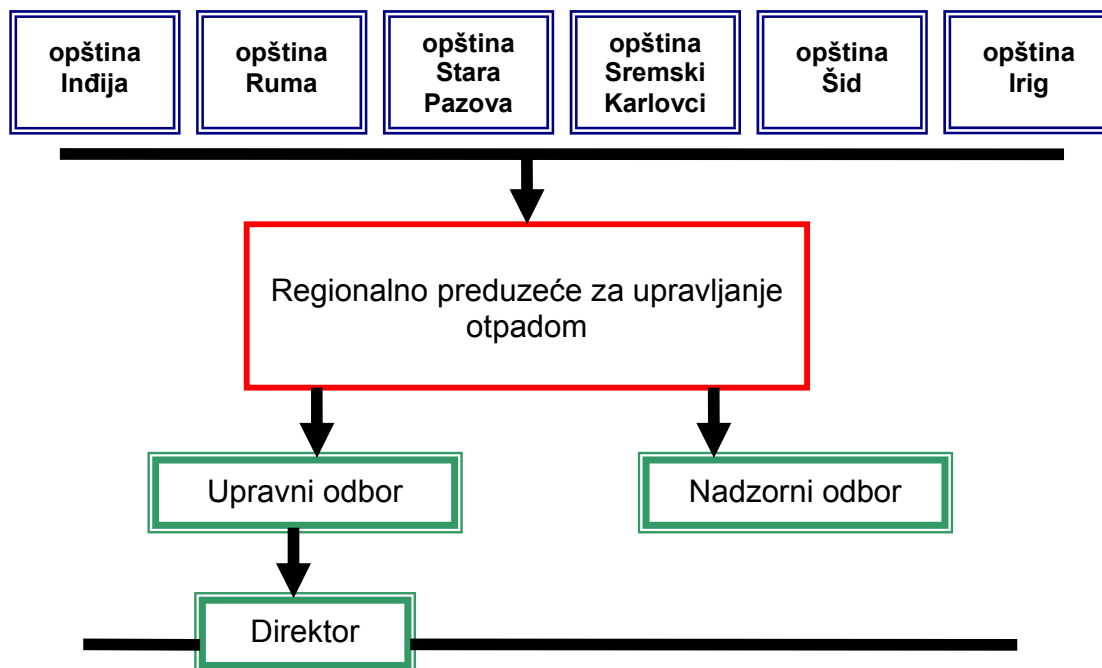 opština
Inđija
opština
Ruma
opština
Stara
Pazova
opština
Sremski
Karlovci
opština
Šid
opština
Irig
Regionalno preduzeće za upravljanje
otpadom
Upravni odbor
Nadzorni odbor
Direktor